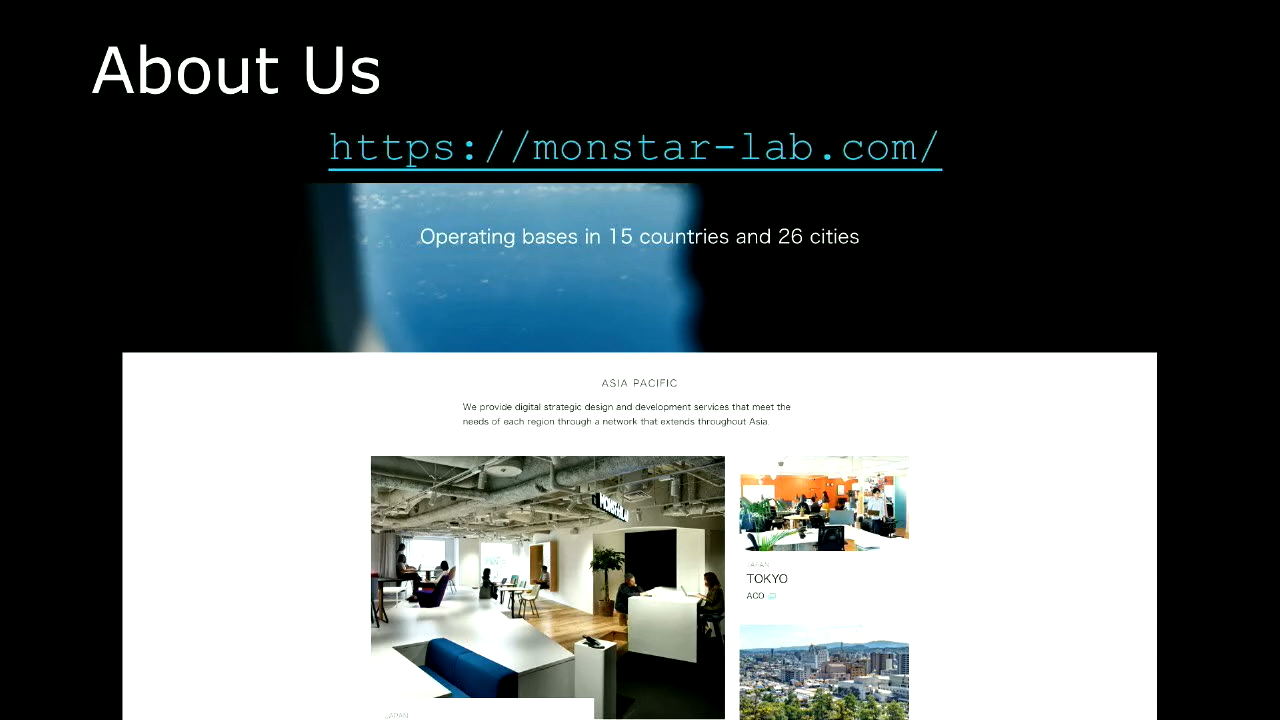 About Us
https://monstar-lab.com/
Operating bases in 15 countries and 26 cities
ASIA PACIFIC
We provide digital strategic design and development services that meet the
needs of each region through a network that extends throughout Asia.
JAPAN
TOKYO
ACO
JAPAN